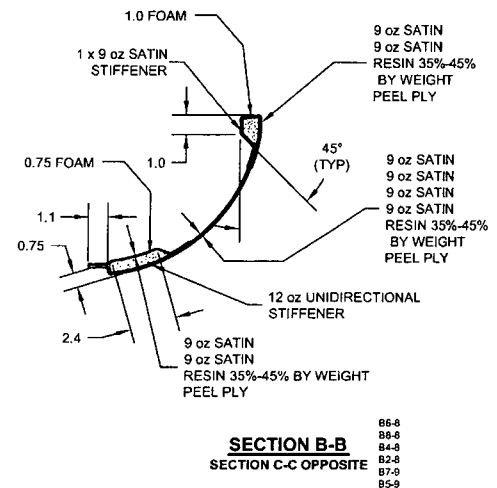 1.0 FOAM
1 x 9 oz SATIN
STIFFENER
9 oz SATIN
9 oz SATIN
RESIN 35%-45%
BY WEIGHT
PEEL PLY
1.0
45°
(TYP)
0.75 FOAM
9 oz SATIN
9 oz SATIN
9 oz SATIN
9 oz SATIN
RESIN 35%-45%
BY WEIGHT
PEEL PLY
1.1
0.75
12 oz UNIDIRECTIONAL
STIFFENER
2.4
9 oz SATIN
9 oz SATIN
RESIN 35%-45% BY WEIGHT
PEEL PLY
SECTION B-B
SECTION C-C OPPOSITE
B6-8
B8-8
B4-8
B2-8
B7-9
B5-9